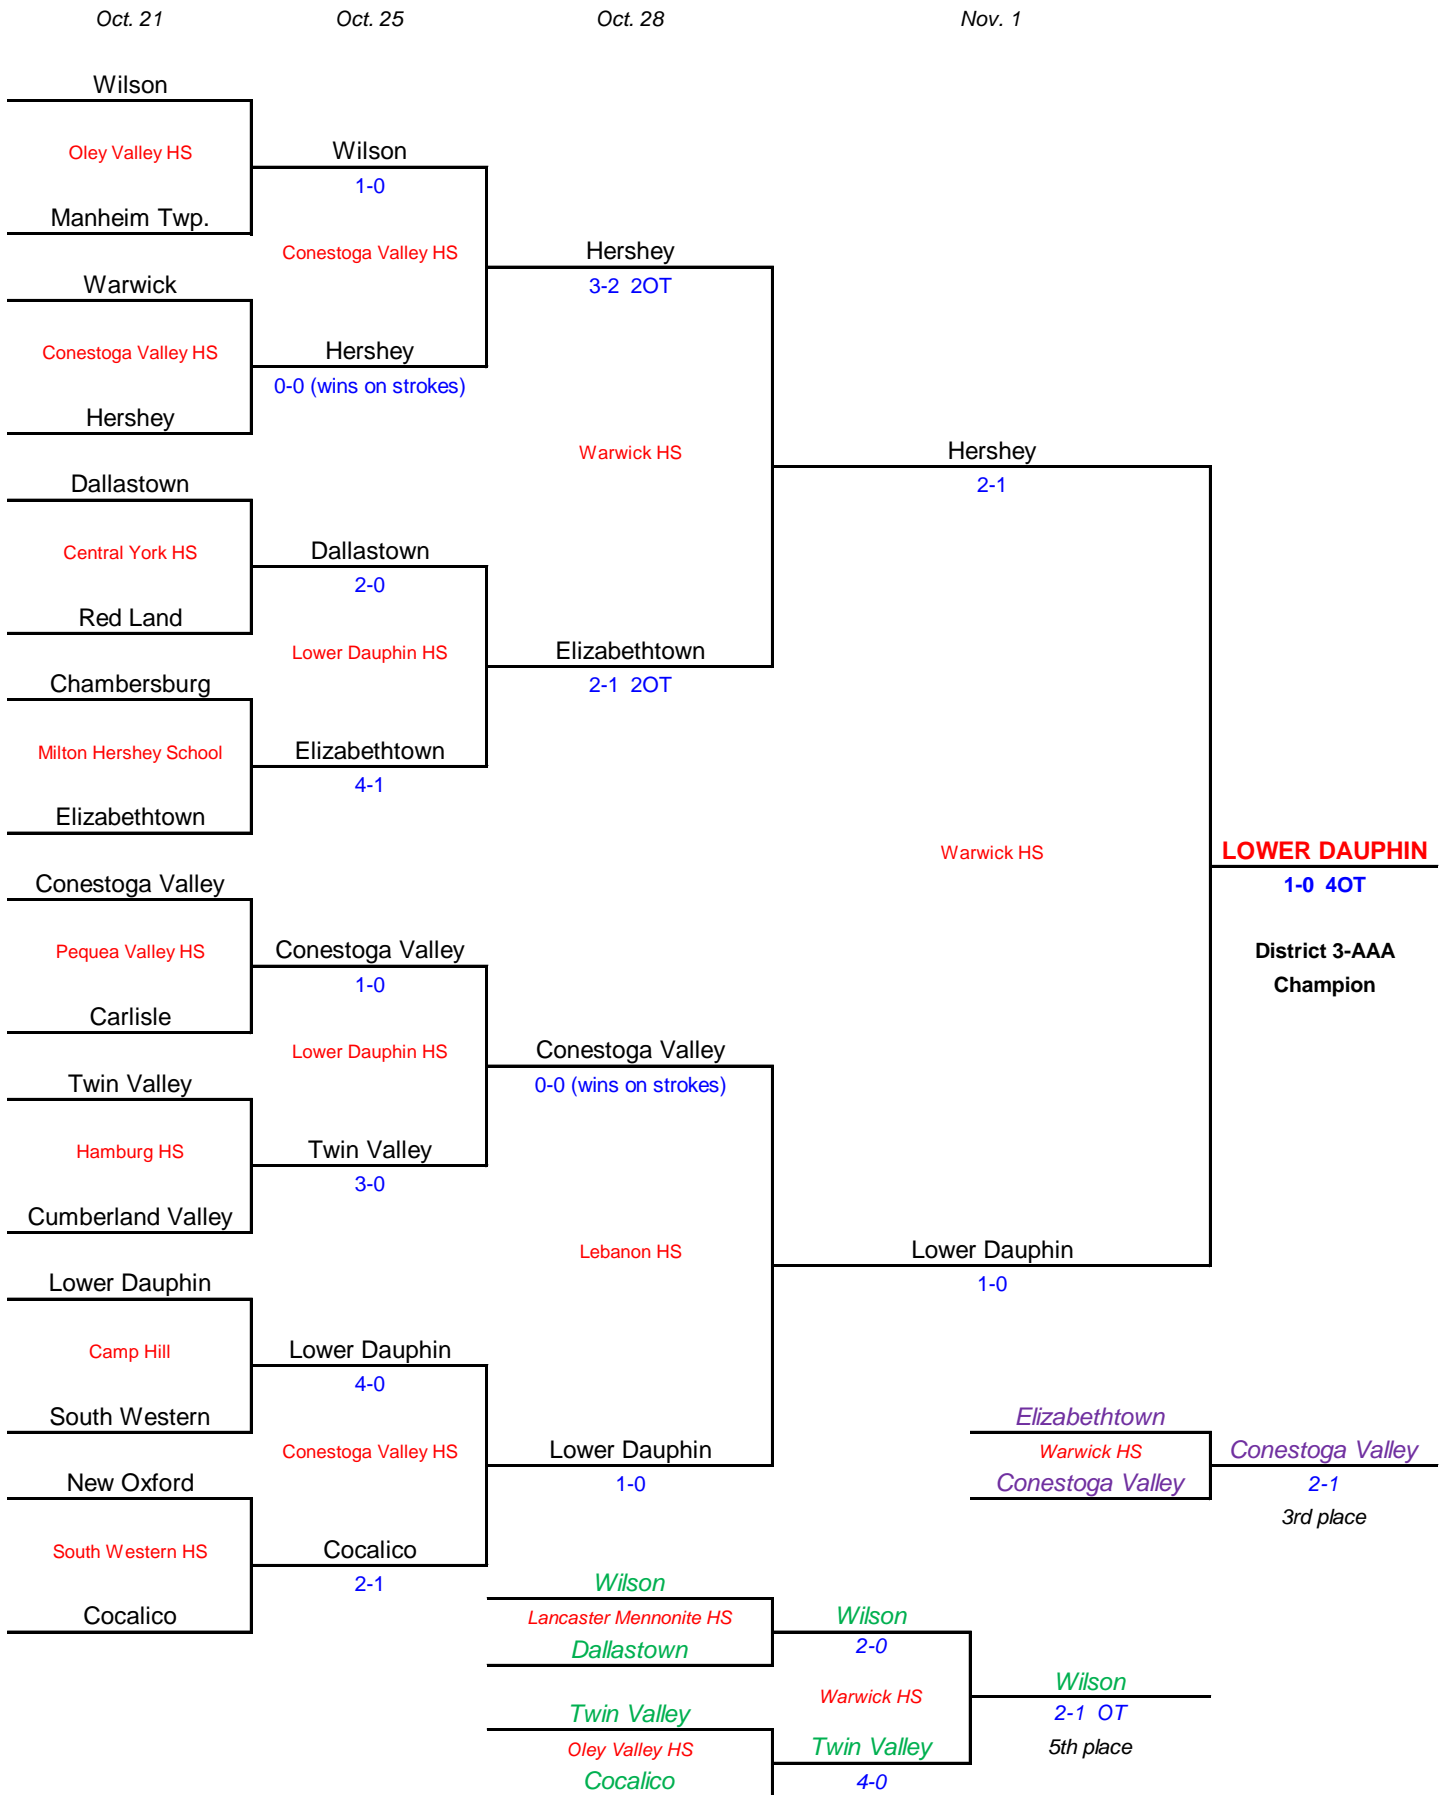 Oct. 21 Oct. 25 Oct. 28 Nov. 1
Wilson
Oley Valley HS Wilson
1-0
Manheim Twp.
Conestoga Valley HS Hershey
Warwick 3-2 2OT
Conestoga Valley HS Hershey
0-0 (wins on strokes)
Hershey
Warwick HS Hershey
Dallastown 2-1
Central York HS Dallastown
2-0
Red Land
Lower Dauphin HS Elizabethtown
Chambersburg 2-1 2OT
Milton Hershey School Elizabethtown
4-1
Elizabethtown
Warwick HS LOWER DAUPHIN
Conestoga Valley 1-0 4OT
Pequea Valley HS Conestoga Valley District 3-AAA
1-0 Champion
Carlisle
Lower Dauphin HS Conestoga Valley
Twin Valley 0-0 (wins on strokes)
Hamburg HS Twin Valley
3-0
Cumberland Valley
Lebanon HS Lower Dauphin
Lower Dauphin 1-0
Camp Hill Lower Dauphin
4-0
South Western Elizabethtown
Conestoga Valley HS Lower Dauphin Warwick HS Conestoga Valley
New Oxford 1-0 Conestoga Valley 2-1
3rd place
South Western HS Cocalico
2-1 Wilson
Cocalico Lancaster Mennonite HS Wilson
Dallastown 2-0
Warwick HS Wilson
Twin Valley 2-1 OT
Oley Valley HS Twin Valley 5th place
Cocalico 4-0